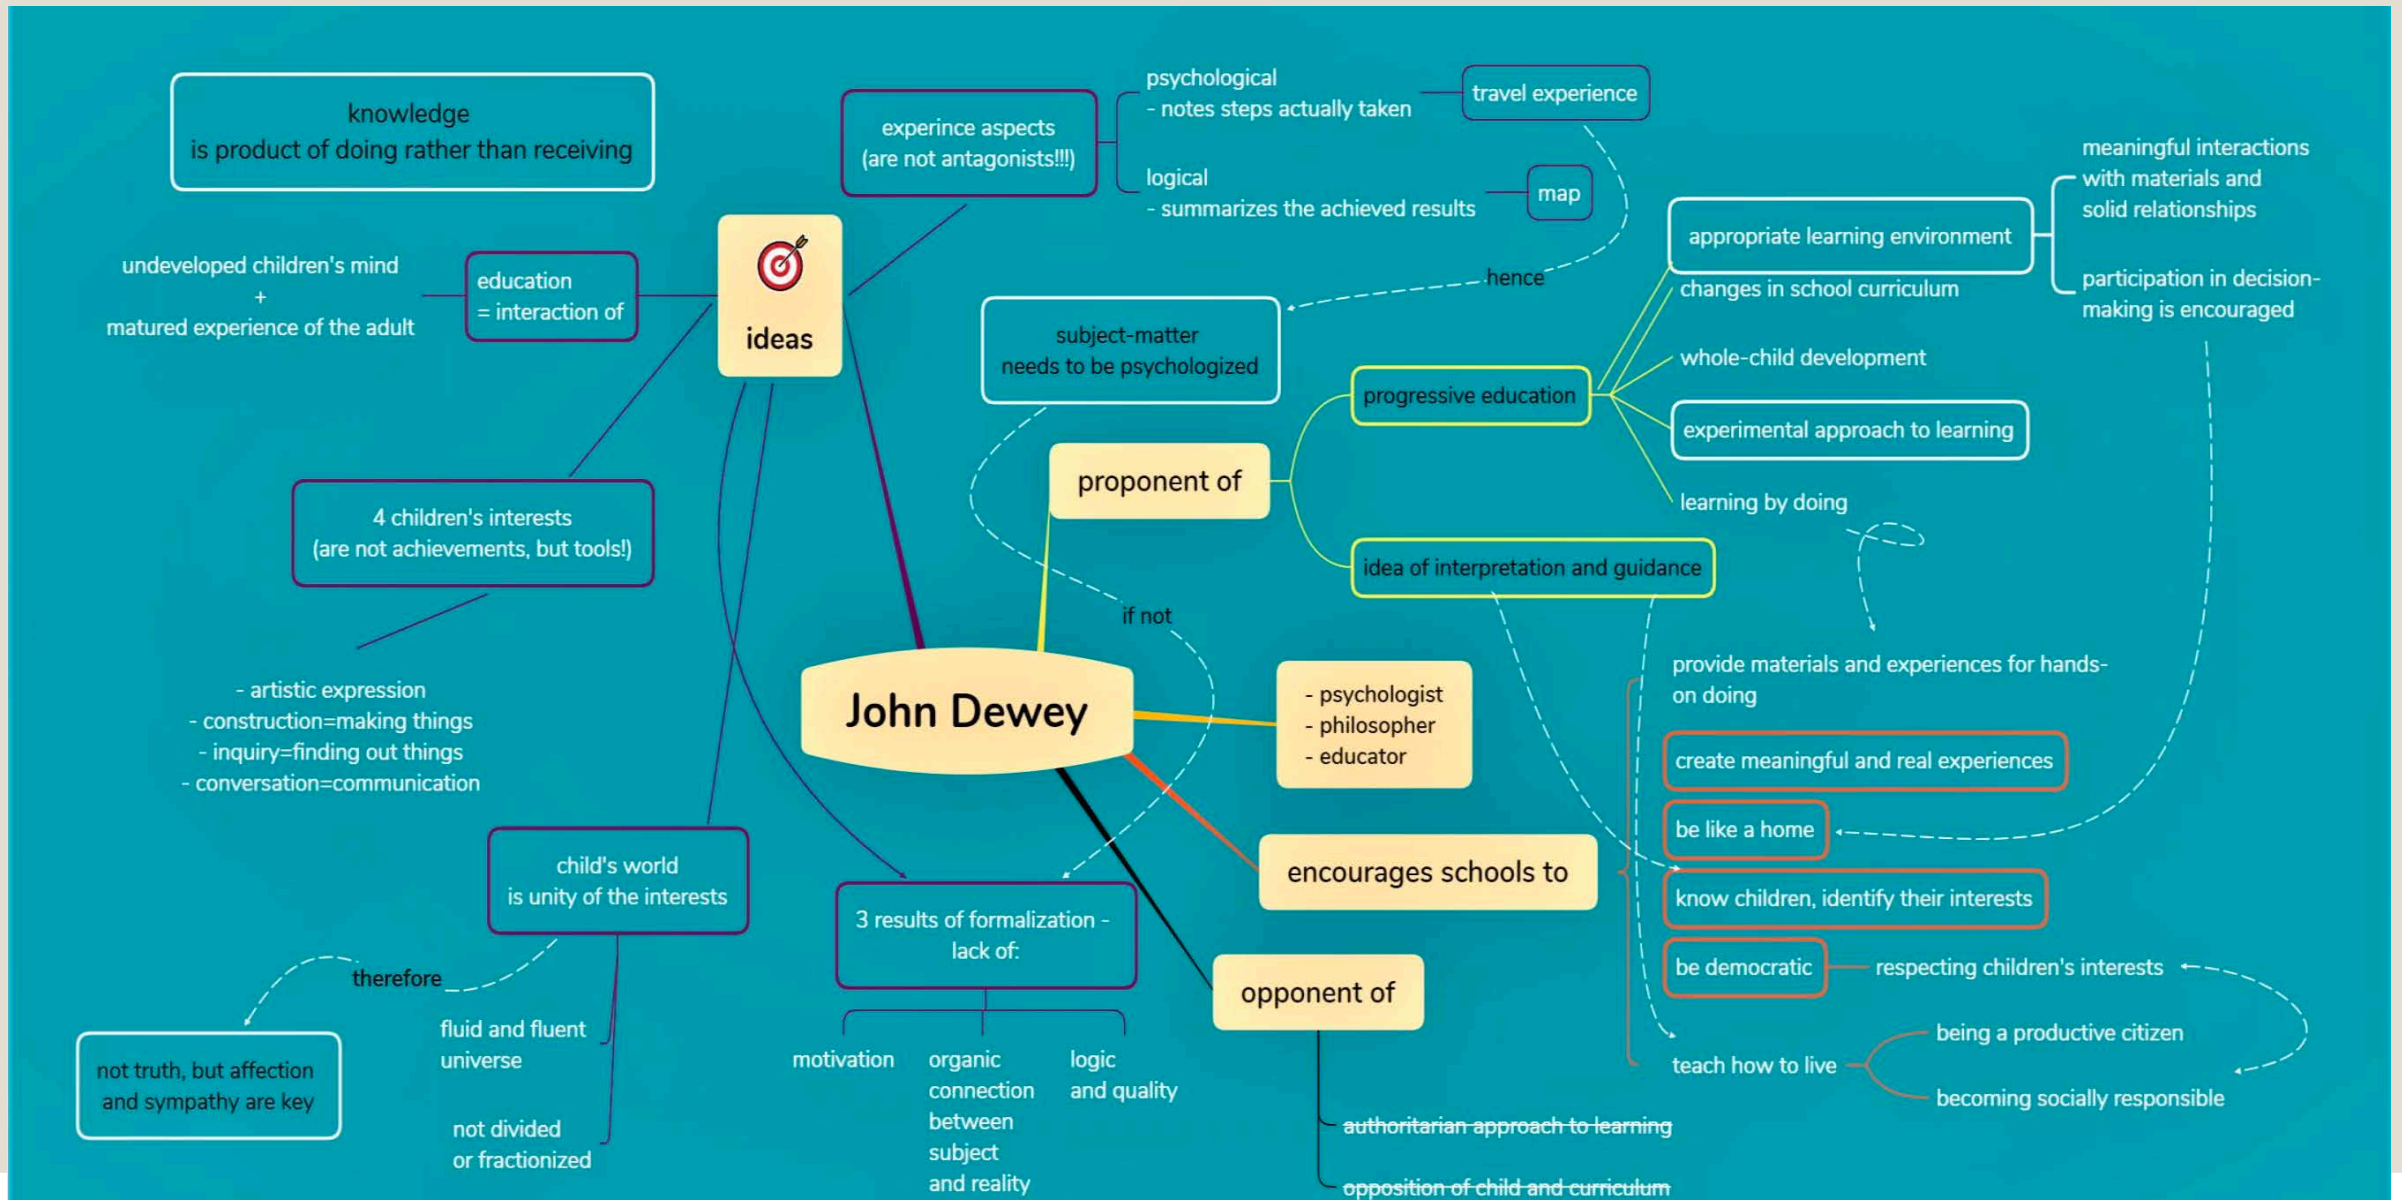 knowledge
is product of doing rather than receiving
undeveloped children's mind
+
matured experience of the adult
education
= interaction of
ideas
experince aspects
(are not antagonists!!!)
psychological
- notes steps actually taken
travel experience
logical
- summarizes the achieved results
map
hence
subject-matter
needs to be psychologized
if not
4 children's interests
(are not achievements, but tools!)
- artistic expression
- construction=making things
- inquiry=finding out things
- conversation=communication
child's world
is unity of the interests
therefore
not truth, but affection
and sympathy are key
fluid and fluent
universe
not divided
or fractionized
3 results of formalization -
lack of:
motivation
organic
connection
between
subject
and reality
logic
and quality
John Dewey
proponent of
progressive education
appropriate learning environment
meaningful interactions
with materials and
solid relationships
participation in decision-
making is encouraged
changes in school curriculum
whole-child development
experimental approach to learning
learning by doing
idea of interpretation and guidance
- psychologist
- philosopher
- educator
encourages schools to
provide materials and experiences for hands-
on doing
create meaningful and real experiences
be like a home
know children, identify their interests
be democratic
respecting children's interests
teach how to live
being a productive citizen
becoming socially responsible
opponent of
authoritarian approach to learning
opposition of child and curriculum